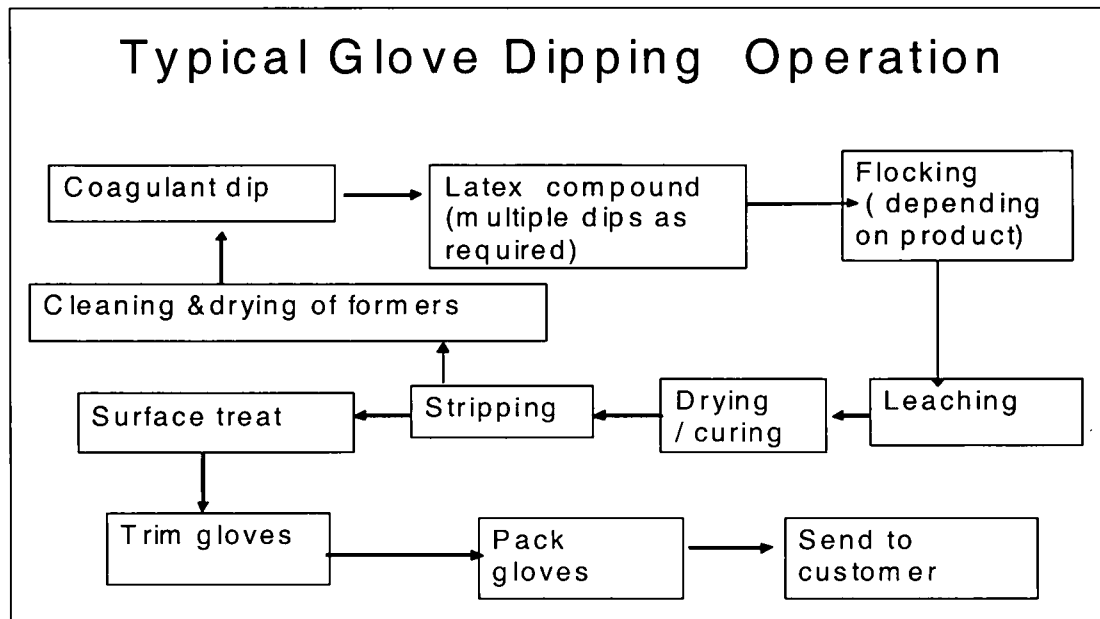 Typical Glove Dipping Operation
Coagulant dip
Latex compound
(multiple dips as
required)
Flocking
( depending
on product)
Cleaning &drying of formers
Surface treat
Stripping
Drying
/ curing
Leaching
Trim gloves
Pack
gloves
Send to
customer